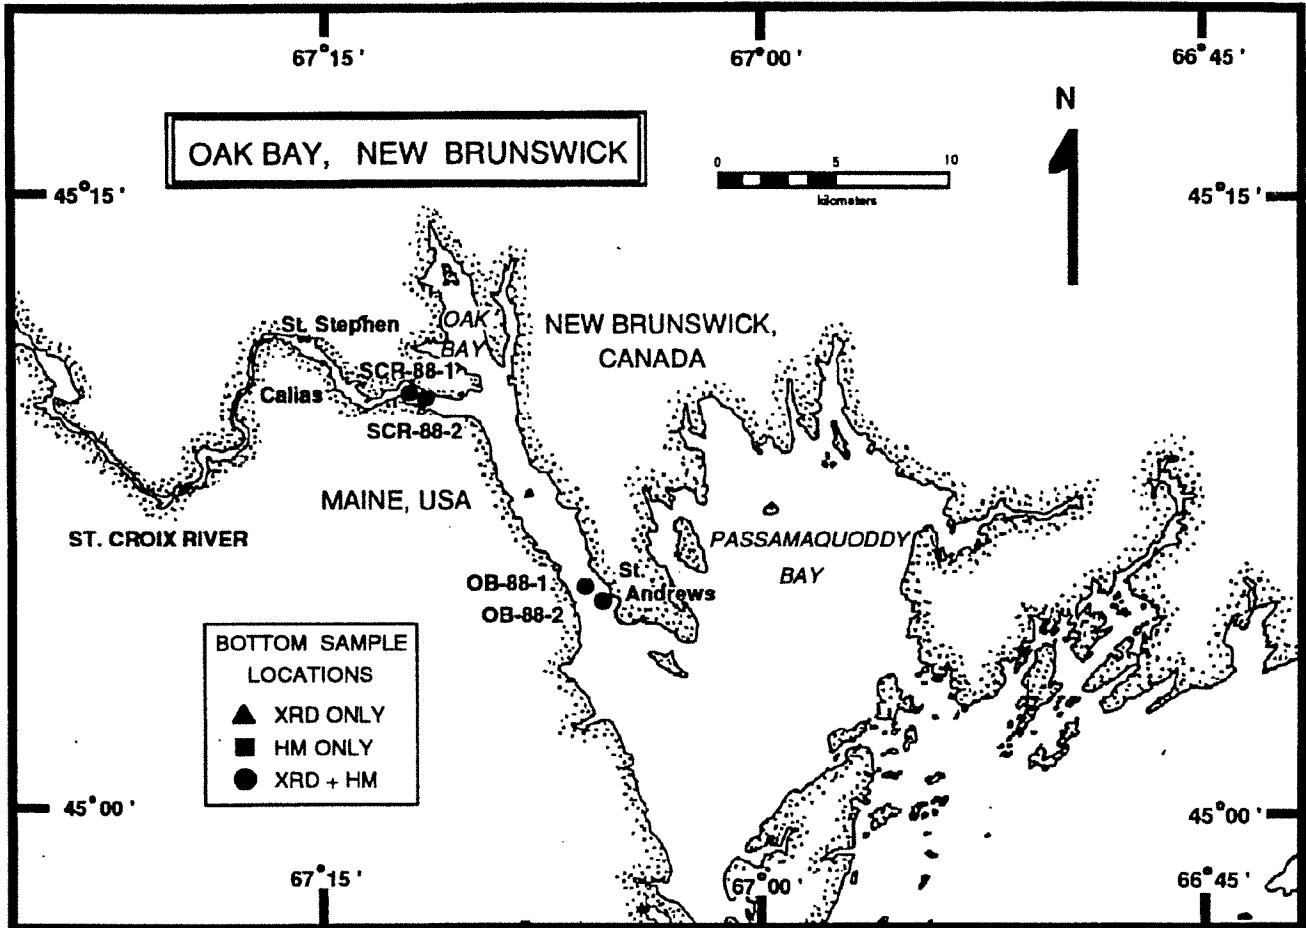 67°15' 67°00' 66°45'
N
OAK BAY, NEW BRUNSWICK
0 5 10
kilometers
45°15' 45°15'
St. Stephen
OAK
BAY
NEW BRUNSWICK,
CANADA
SCR-88-1
Calias
SCR-88-2
MAINE, USA
ST. CROIX RIVER
PASSAMAQUODDY
BAY
OB-88-1
St.
Andrews
OB-88-2
BOTTOM SAMPLE
LOCATIONS
XRD ONLY
HM ONLY
XRD + HM
45°00' 45°00'
67°15' 67°00' 66°45'